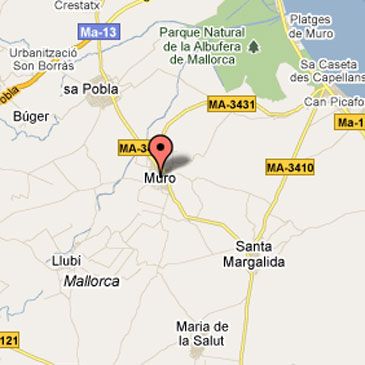 Crestatx
Platges
de Muro
Ma-13
Parque Natural
de la Albufera
de Mallorca
Urbanització
Son Borrás
Sa Caseta
des Capellans
obla
sa Pobla
MA-3431
Can Picafo
Búger
Ma-1
MA-3
MA-3410
Muro
Santa
Margalida
Llubí
Mallorca
Maria de
la Salut
121